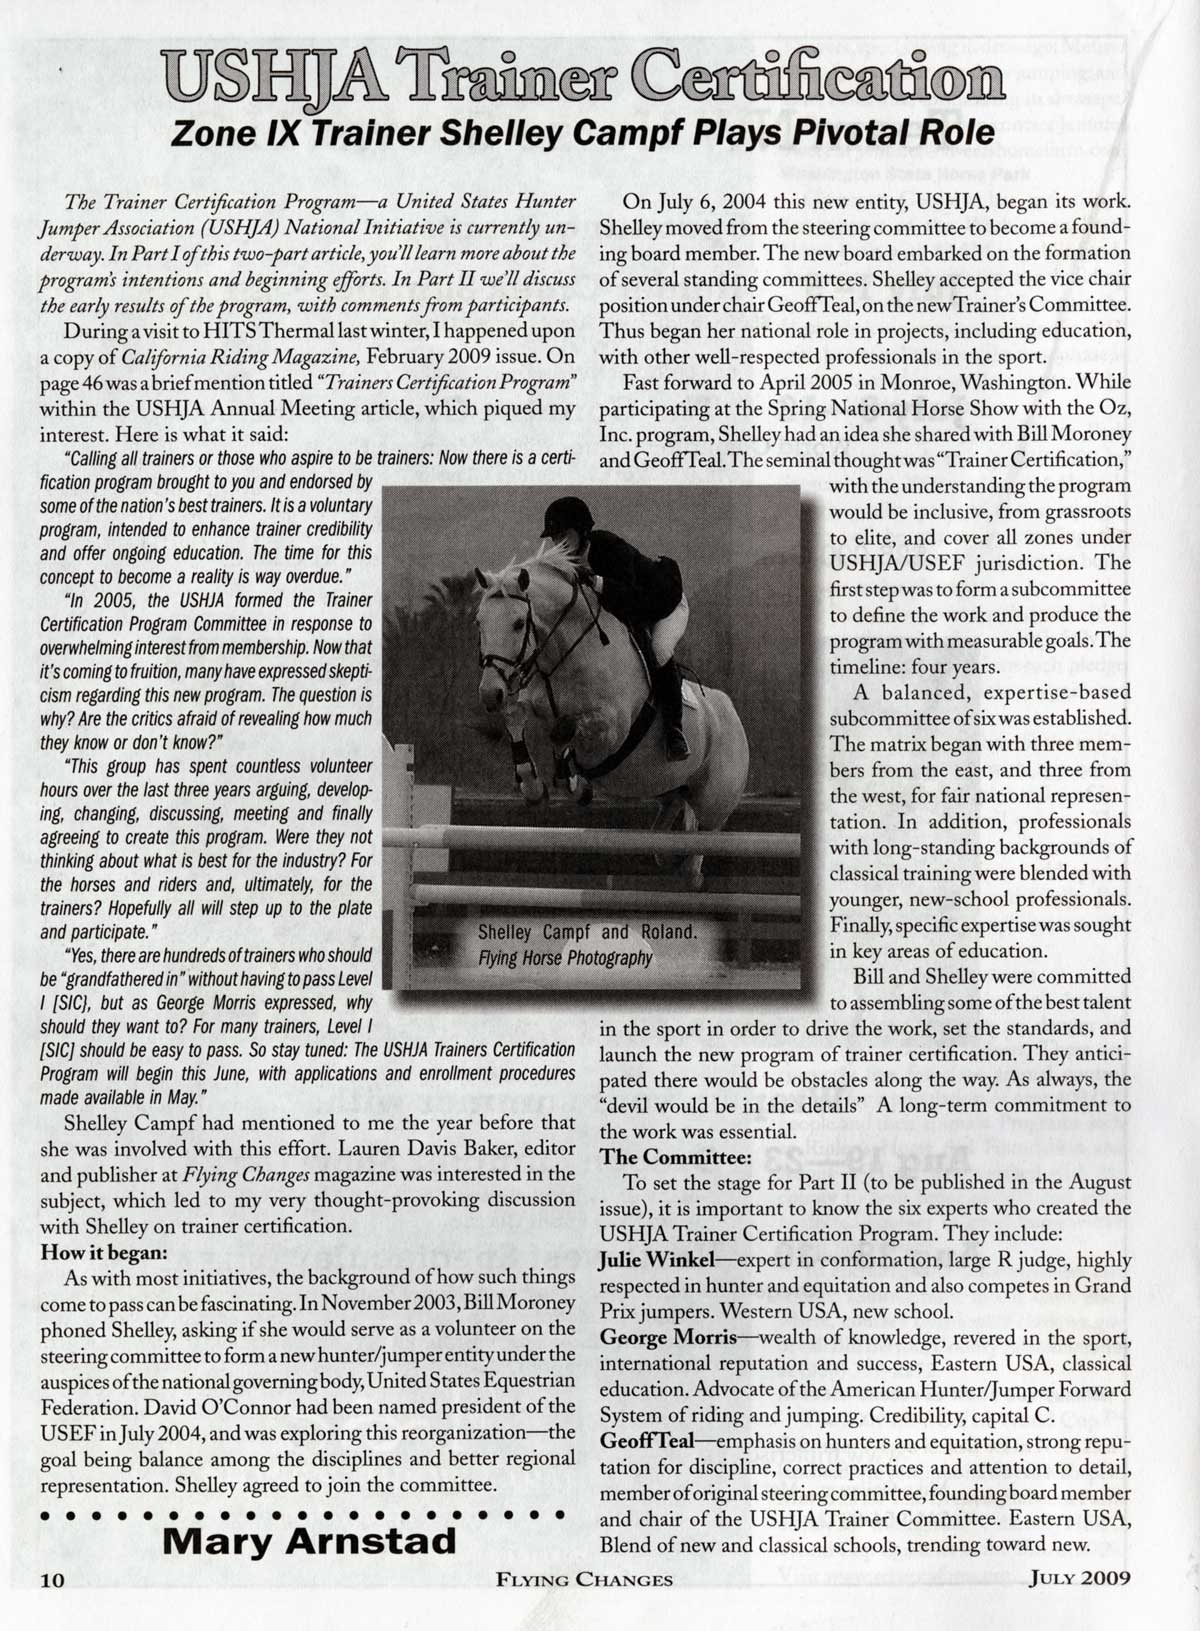 USHJA Trainer Certification
Zone IX Trainer Shelley Campf Plays Pivotal Role
The Trainer Certification Program—a United States Hunter
Jumper Association (USHJA) National Initiative is currently un-
derway. In Part I of this two-part article, you'll learn more about the
program's intentions and beginning efforts. In Part II we'll discuss
the early results of the program, with comments from participants.
During a visit to HITS Thermal last winter, I happened upon
a copy of California Riding Magazine, February 2009 issue. On
page 46 was a brief mention titled "Trainers Certification Program"
within the USHJA Annual Meeting article, which piqued my
interest. Here is what it said:
"Calling all trainers or those who aspire to be trainers: Now there is a certi-
fication program brought to you and endorsed by
some of the nation's best trainers. It is a voluntary
program, intended to enhance trainer credibility
and offer ongoing education. The time for this
concept to become a reality is way overdue."
"In 2005, the USHJA formed the Trainer
Certification Program Committee in response to
overwhelming interest from membership. Now that
it's coming to fruition, many have expressed skepti-
cism regarding this new program. The question is
why? Are the critics afraid of revealing how much
they know or don't know?"
"This group has spent countless volunteer
hours over the last three years arguing, develop-
ing, changing, discussing, meeting and finally
agreeing to create this program. Were they not
thinking about what is best for the industry? For
the horses and riders and, ultimately, for the
trainers? Hopefully all will step up to the plate
and participate."
"Yes, there are hundreds of trainers who should
be "grandfathered in" without having to pass Level
I [SIC}, but as George Morris expressed, why
should they want to? For many trainers, Level I
[SIC] should be easy to pass. So stay tuned: The USHJA Trainers Certification
Program will begin this June, with applications and enrollment procedures
made available in May."
Shelley Campf had mentioned to me the year before that
she was involved with this effort. Lauren Davis Baker, editor
and publisher at Flying Changes magazine was interested in the
subject, which led to my very thought-provoking discussion
with Shelley on trainer certification.
How it began:
As with most initiatives, the background of how such things
come to pass can be fascinating. In November 2003, Bill Moroney
phoned Shelley, asking if she would serve as a volunteer on the
steering committee to form a new hunter/jumper entity under the
auspices of the national governing body, United States Equestrian
Federation. David O'Connor had been named president of the
USEF in July 2004, and was exploring this reorganization—the
goal being balance among the disciplines and better regional
representation. Shelley agreed to join the committee.
Mary Arnstad
On July 6, 2004 this new entity, USHJA, began its work.
Shelley moved from the steering committee to become a found-
ing board member. The new board embarked on the formation
of several standing committees. Shelley accepted the vice chair
position under chair Geoff Teal, on the new Trainer's Committee.
Thus began her national role in projects, including education,
with other well-respected professionals in the sport.
Fast forward to April 2005 in Monroe, Washington. While
participating at the Spring National Horse Show with the Oz,
Inc. program, Shelley had an idea she shared with Bill Moroney
and Geoff Teal. The seminal thought was "Trainer Certification,"
with the understanding the program
would be inclusive, from grassroots
to elite, and cover all zones under
USHJA/USEF jurisdiction. The
first step was to form a subcommittee
to define the work and produce the
program with measurable goals. The
timeline: four years.
A balanced, expertise-based
subcommittee of six was established.
The matrix began with three mem-
bers from the east, and three from
the west, for fair national represen-
tation. In addition, professionals
with long-standing backgrounds of
classical training were blended with
younger, new-school professionals.
Finally, specific expertise was sought
in key areas of education.
Bill and Shelley were committed
to assembling some of the best talent
in the sport in order to drive the work, set the standards, and
launch the new program of trainer certification. They antici-
pated there would be obstacles along the way. As always, the
"devil would be in the details" A long-term commitment to
the work was essential.
The Committee:
To set the stage for Part II (to be published in the August
issue), it is important to know the six experts who created the
USHJA Trainer Certification Program. They include:
Julie Winkel—expert in conformation, large R judge, highly
respected in hunter and equitation and also competes in Grand
Prix jumpers. Western USA, new school.
George Morris—wealth of knowledge, revered in the sport,
international reputation and success, Eastern USA, classical
education. Advocate of the American Hunter/Jumper Forward
System of riding and jumping. Credibility, capital C.
Geoff Teal—emphasis on hunters and equitation, strong repu-
tation for discipline, correct practices and attention to detail,
member of original steering committee, founding board member
and chair of the USHJA Trainer Committee. Eastern USA,
Blend of new and classical schools, trending toward new.
Shelley Campf and Roland.
Flying Horse Photography
10
Flying Changes
July 2009